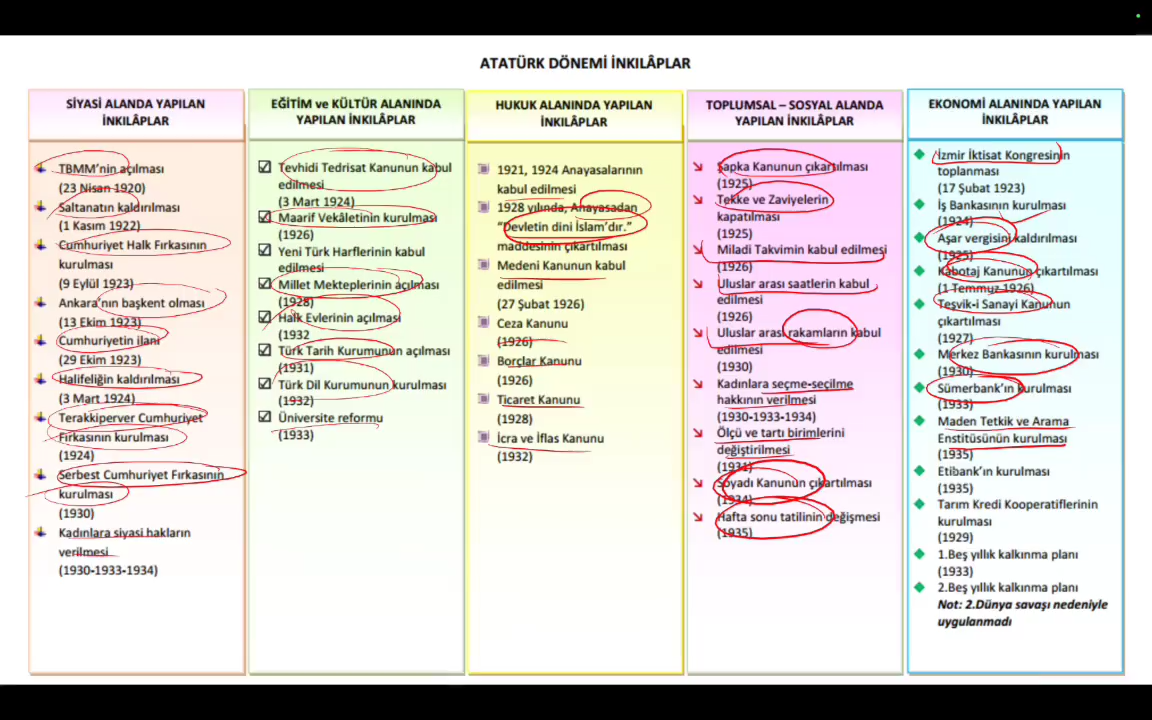 ATATÜRK DÖNEMİ İNKILÂPLAR
SİYASİ ALANDA YAPILAN
İNKILÂPLAR
TBMM'nin açılması
(23 Nisan 1920)
Saltanatın kaldırılması
(1 Kasım 1922)
Cumhuriyet Halk Fırkasının
kurulması
(9 Eylül 1923)
Ankara'nın başkent olması
(13 Ekim 1923)
Cumhuriyetin ilanı
(29 Ekim 1923)
Halifeliğin kaldırılması
(3 Mart 1924)
Terakkiperver Cumhuriyet
Fırkasının kurulması
(1924)
Serbest Cumhuriyet Fırkasının
kurulması
(1930)
Kadınlara siyasi hakların
verilmesi
(1930-1933-1934)
EĞİTİM ve KÜLTÜR ALANINDA
YAPILAN İNKILÂPLAR
Tevhidi Tedrisat Kanunun kabul
edilmesi
(3 Mart 1924)
Maarif Vekâletinin kurulması
(1926)
Yeni Türk Harflerinin kabul
edilmesi
Millet Mekteplerinin açılması
(1928)
Halk Evlerinin açılması
(1932
Türk Tarih Kurumunun açılması
(1931)
Türk Dil Kurumunun kurulması
(1932)
Üniversite reformu
(1933)
HUKUK ALANINDA YAPILAN
İNKILÂPLAR
1921, 1924 Anayasalarının
kabul edilmesi
1928 yılında, Anayasadan
"Devletin dini İslam'dır."
maddesinin çıkartılması
Medeni Kanunun kabul
edilmesi
(27 Şubat 1926)
Ceza Kanunu
(1926)
Borçlar Kanunu
(1926)
Ticaret Kanunu
(1928)
İcra ve İflas Kanunu
(1932)
TOPLUMSAL – SOSYAL ALANDA
YAPILAN İNKILÂPLAR
Şapka Kanunun çıkartılması
(1925)
Tekke ve Zaviyelerin
kapatılması
(1925)
Miladi Takvimin kabul edilmesi
(1926)
Uluslar arası saatlerin kabul
edilmesi
(1926)
Uluslar arası rakamların kabul
edilmesi
(1930)
Kadınlara seçme-seçilme
hakkının verilmesi
(1930-1933-1934)
Ölçü ve tartı birimlerini
değiştirilmesi
(1931)
Soyadı Kanunun çıkartılması
(1934)
Hafta sonu tatilinin değişmesi
(1935)
EKONOMİ ALANINDA YAPILAN
İNKILÂPLAR
İzmir İktisat Kongresinin
toplanması
(17 Şubat 1923)
İş Bankasının kurulması
(1924)
Aşar vergisini kaldırılması
(1925)
Kabotaj Kanunun çıkartılması
(1 Temmuz 1926)
Teşvik-i Sanayi Kanunun
çıkartılması
(1927)
Merkez Bankasının kurulması
(1930)
Sümerbank'ın kurulması
(1933)
Maden Tetkik ve Arama
Enstitüsünün kurulması
(1935)
Etibank'ın kurulması
(1935)
Tarım Kredi Kooperatiflerinin
kurulması
(1929)
1.Beş yıllık kalkınma planı
(1933)
2.Beş yıllık kalkınma planı
Not: 2.Dünya savaşı nedeniyle
uygulanmadı